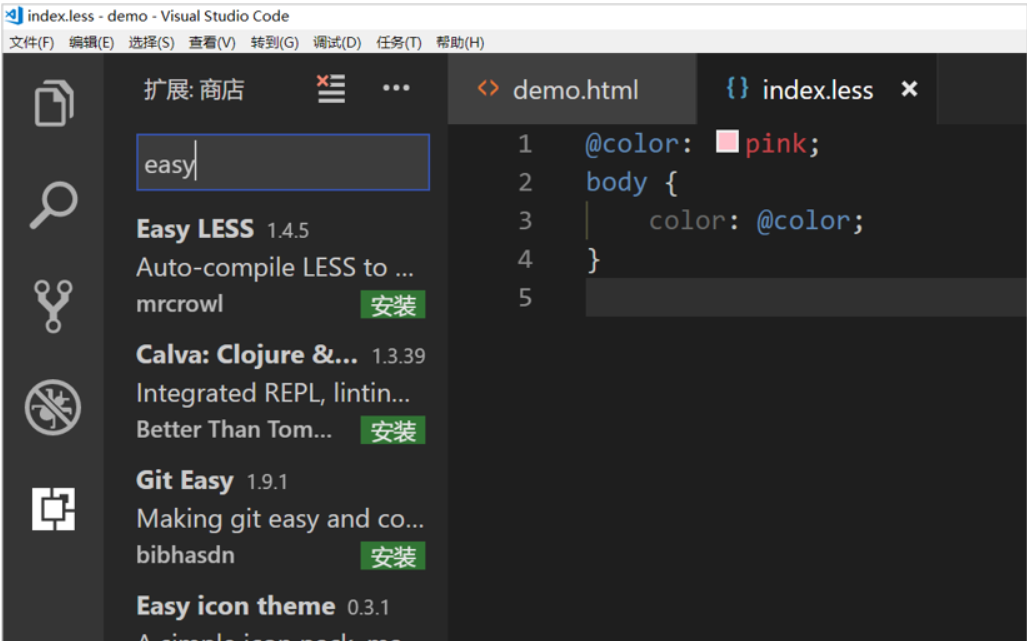 index.less - demo - Visual Studio Code
文件(F) 编辑(E) 选择(S) 查看(V) 转到(G) 调试(D) 任务(T) 帮助(H)
扩展: 商店
easy
Easy LESS 1.4.5
Auto-compile LESS to ...
mrcrowl 安装
Calva: Clojure &... 1.3.39
Integrated REPL, lintin...
Better Than Tom... 安装
Git Easy 1.9.1
Making git easy and co...
bibhasdn 安装
Easy icon theme 0.3.1
A simple icon pack, ma...
demo.html index.less
1 @color: pink;
2 body {
3 color: @color;
4 }
5